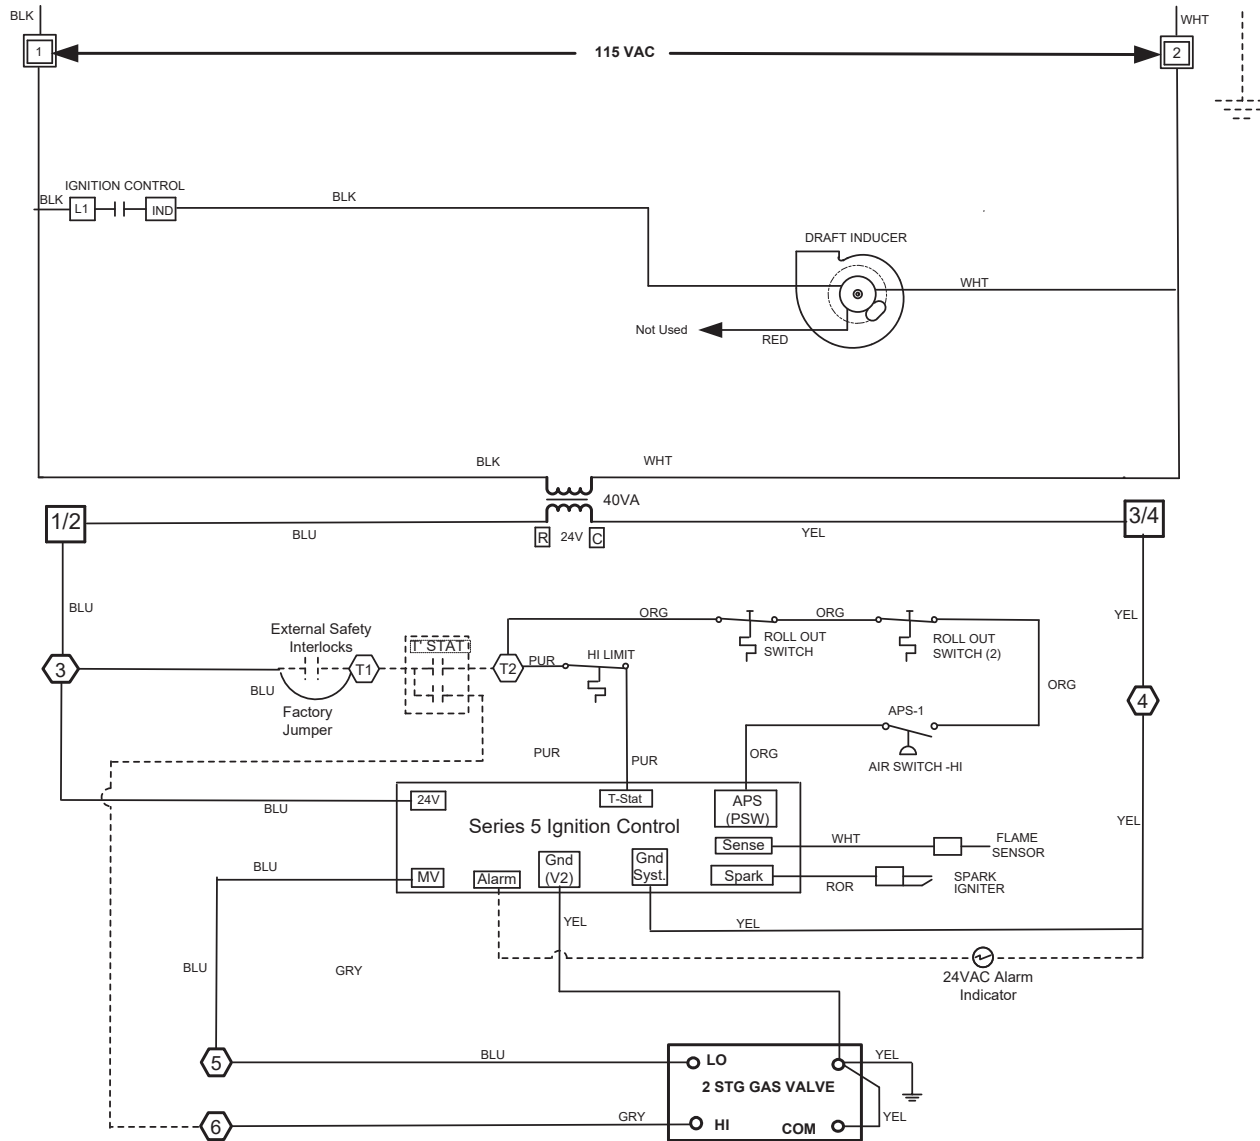 BLK
WHT
1
115 VAC
2
IGNITION CONTROL
BLK
L1
IND
BLK
DRAFT INDUCER
WHT
Not Used
RED
BLK
WHT
40VA
1/2
3/4
BLU
R
24V
C
YEL
BLU
YEL
ORG
ORG
External Safety
Interlocks
T' STAT
ROLL OUT
SWITCH
ROLL OUT
SWITCH (2)
HI LIMIT
3
T1
T2
PUR
BLU
ORG
Factory
Jumper
4
APS-1
PUR
PUR
ORG
AIR SWITCH -HI
24V
T-Stat
APS
(PSW)
BLU
YEL
Series 5 Ignition Control
Sense
WHT
FLAME
SENSOR
Gnd
(V2)
Gnd
Syst.
BLU
MV
Alarm
Spark
ROR
SPARK
IGNITER
YEL
YEL
BLU
GRY
24VAC Alarm
Indicator
5
BLU
LO
YEL
2 STG GAS VALVE
6
GRY
HI
COM
YEL